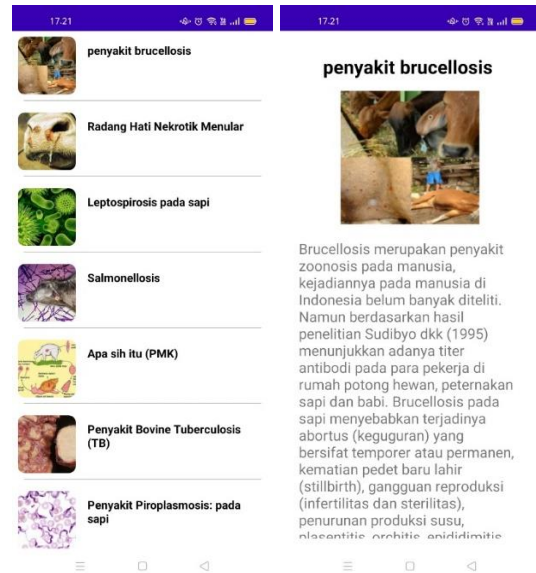 17.21
penyakit brucellosis
Radang Hati Nekrotik Menular
Leptospirosis pada sapi
Salmonellosis
Apa sih itu (PMK)
Penyakit Bovine Tuberculosis
(TB)
Penyakit Piroplasmosis: pada
sapi
17.21
penyakit brucellosis
Brucellosis merupakan penyakit
zoonosis pada manusia,
kejadiannya pada manusia di
Indonesia belum banyak diteliti.
Namun berdasarkan hasil
penelitian Sudibyo dkk (1995)
menunjukkan adanya titer
antibodi pada para pekerja di
rumah potong hewan, peternakan
sapi dan babi. Brucellosis pada
sapi menyebabkan terjadinya
abortus (keguguran) yang
bersifat temporer atau permanen,
kematian pedet baru lahir
(stillbirth), gangguan reproduksi
(infertilitas dan sterilitas),
penurunan produksi susu,
plasentitis, orchitis, epididimitis